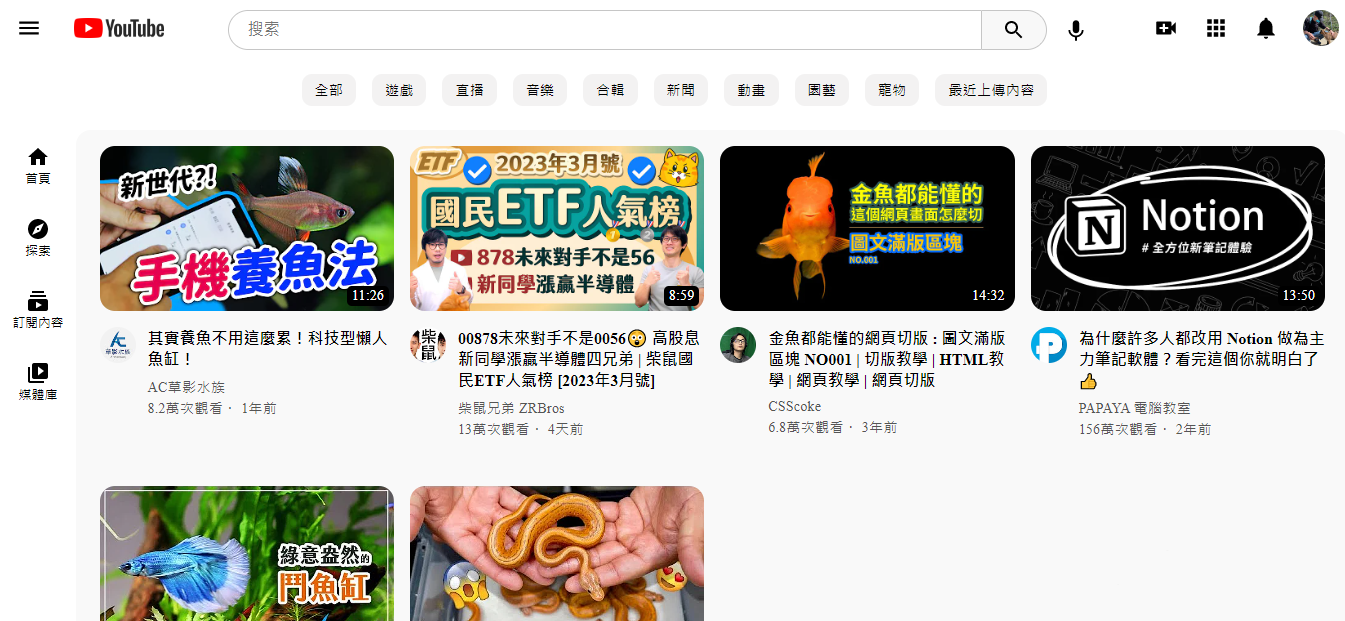 YouTube
搜索
全部
遊戲
直播
音樂
合輯
新聞
動畫
園藝
寵物
最近上傳內容
首頁
探索
訂閱內容
媒體庫
新世代?!
手機養魚法
11:26
其實養魚不用這麼累！科技型懶人
魚缸！
AC草影水族
8.2萬次觀看・ 1年前
ETF
2023年3月號
國民ETF人氣榜
1
2
878未來對手不是56
新同學漲贏半導體
8:59
柴鼠
00878未來對手不是0056😮 高股息
新同學漲贏半導體四兄弟 | 柴鼠國
民ETF人氣榜 [2023年3月號]
柴鼠兄弟 ZRBros
13萬次觀看・ 4天前
金魚都能懂的
這個網頁畫面怎麼切
圖文滿版區塊
NO.001
14:32
金魚都能懂的網頁切版 : 圖文滿版
區塊 NO001 | 切版教學 | HTML教
學 | 網頁教學 | 網頁切版
CSScoke
6.8萬次觀看・ 3年前
N
Notion
# 全方位新筆記體驗
13:50
為什麼許多人都改用 Notion 做為主
力筆記軟體？看完這個你就明白了
👍
PAPAYA 電腦教室
156萬次觀看・ 2年前
綠意盎然的
鬥魚缸